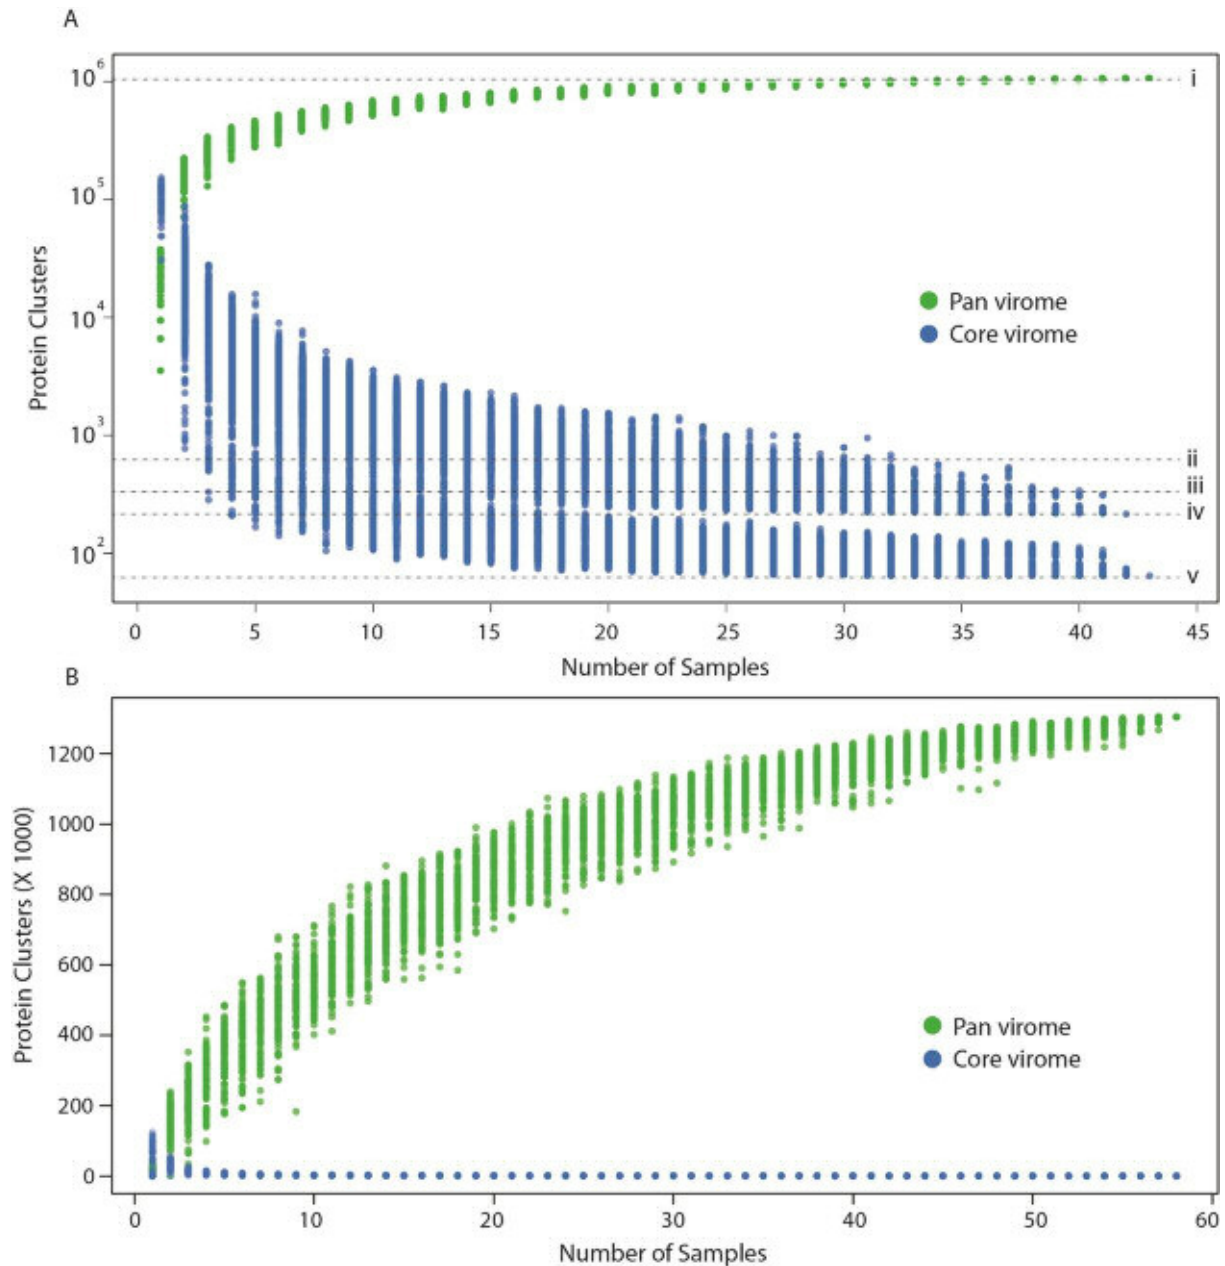 A
10^6
i
10^5
Protein Clusters
10^4
Pan virome
Core virome
10^3
ii
iii
iv
10^2
v
0 5 10 15 20 25 30 35 40 45
Number of Samples
B
1200
1000
Protein Clusters (X 1000)
800
600
400
Pan virome
Core virome
200
0
0 10 20 30 40 50 60
Number of Samples